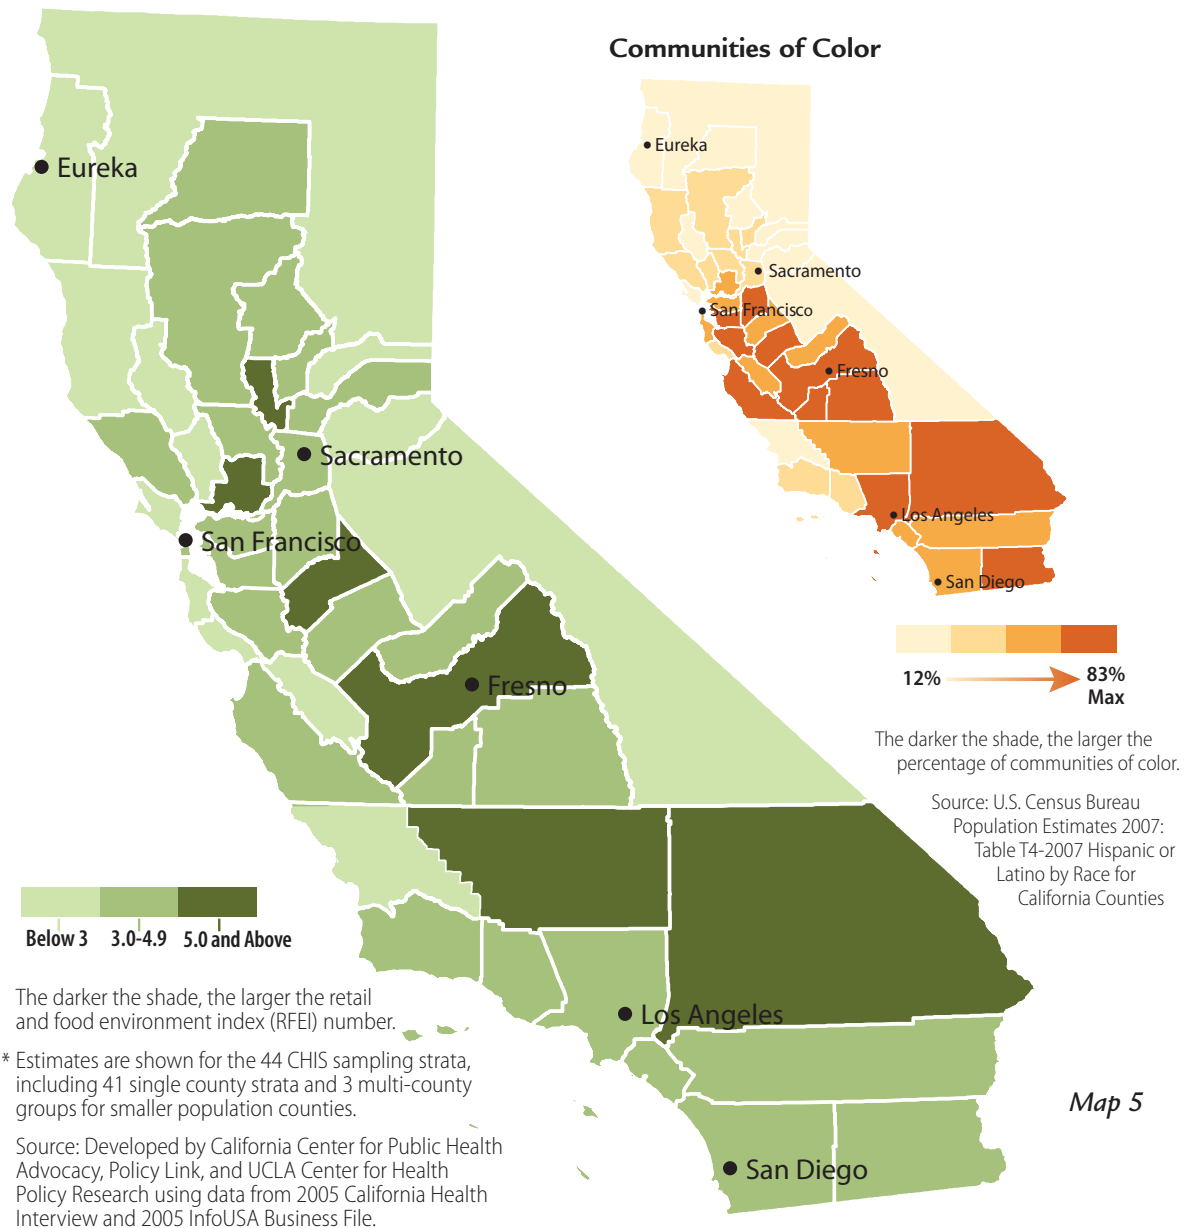 Communities of Color
Eureka
Sacramento
San Francisco
Fresno
Los Angeles
San Diego
12%
83%
Max
The darker the shade, the larger the
percentage of communities of color.
Source: U.S. Census Bureau
Population Estimates 2007:
Table T4-2007 Hispanic or
Latino by Race for
California Counties
Eureka
Sacramento
San Francisco
Fresno
Los Angeles
San Diego
Below 3
3.0-4.9
5.0 and Above
The darker the shade, the larger the retail
and food environment index (RFEI) number.
* Estimates are shown for the 44 CHIS sampling strata,
including 41 single county strata and 3 multi-county
groups for smaller population counties.
Source: Developed by California Center for Public Health
Advocacy, Policy Link, and UCLA Center for Health
Policy Research using data from 2005 California Health
Interview and 2005 InfoUSA Business File.
Map 5